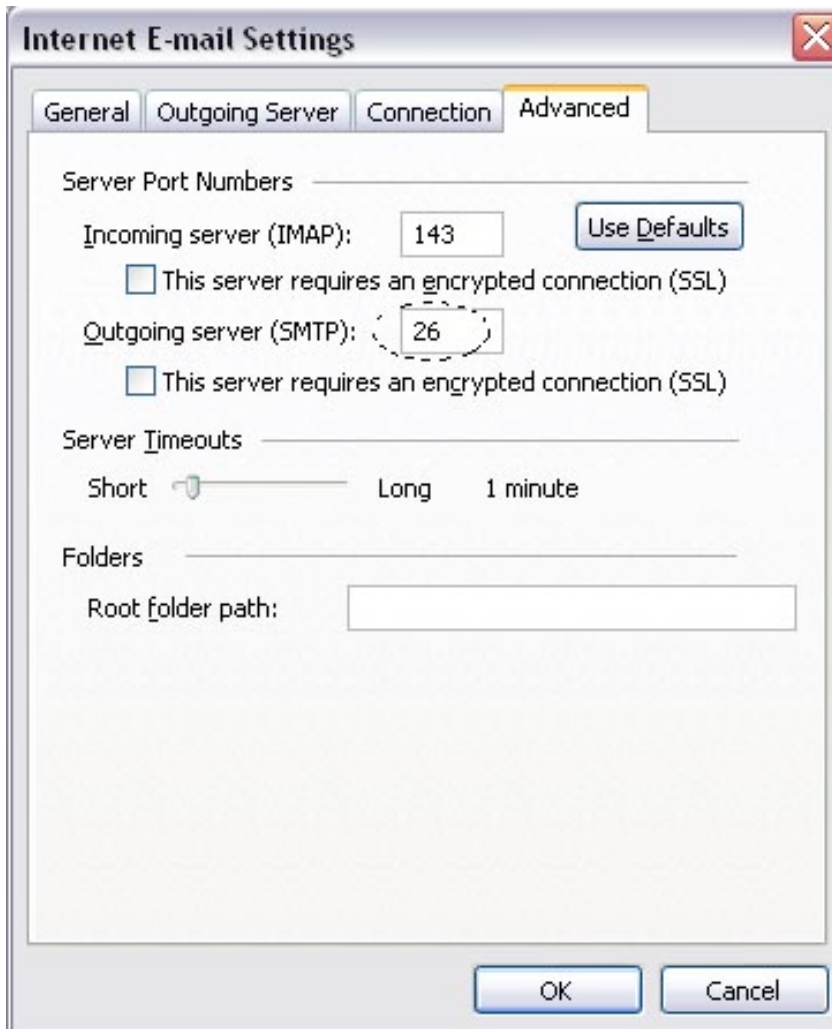 Internet E-mail Settings
General Outgoing Server Connection Advanced
Server Port Numbers
Incoming server (IMAP): 143 Use Defaults
This server requires an encrypted connection (SSL)
Outgoing server (SMTP): 26
This server requires an encrypted connection (SSL)
Server Timeouts
Short Long 1 minute
Folders
Root folder path:
OK Cancel